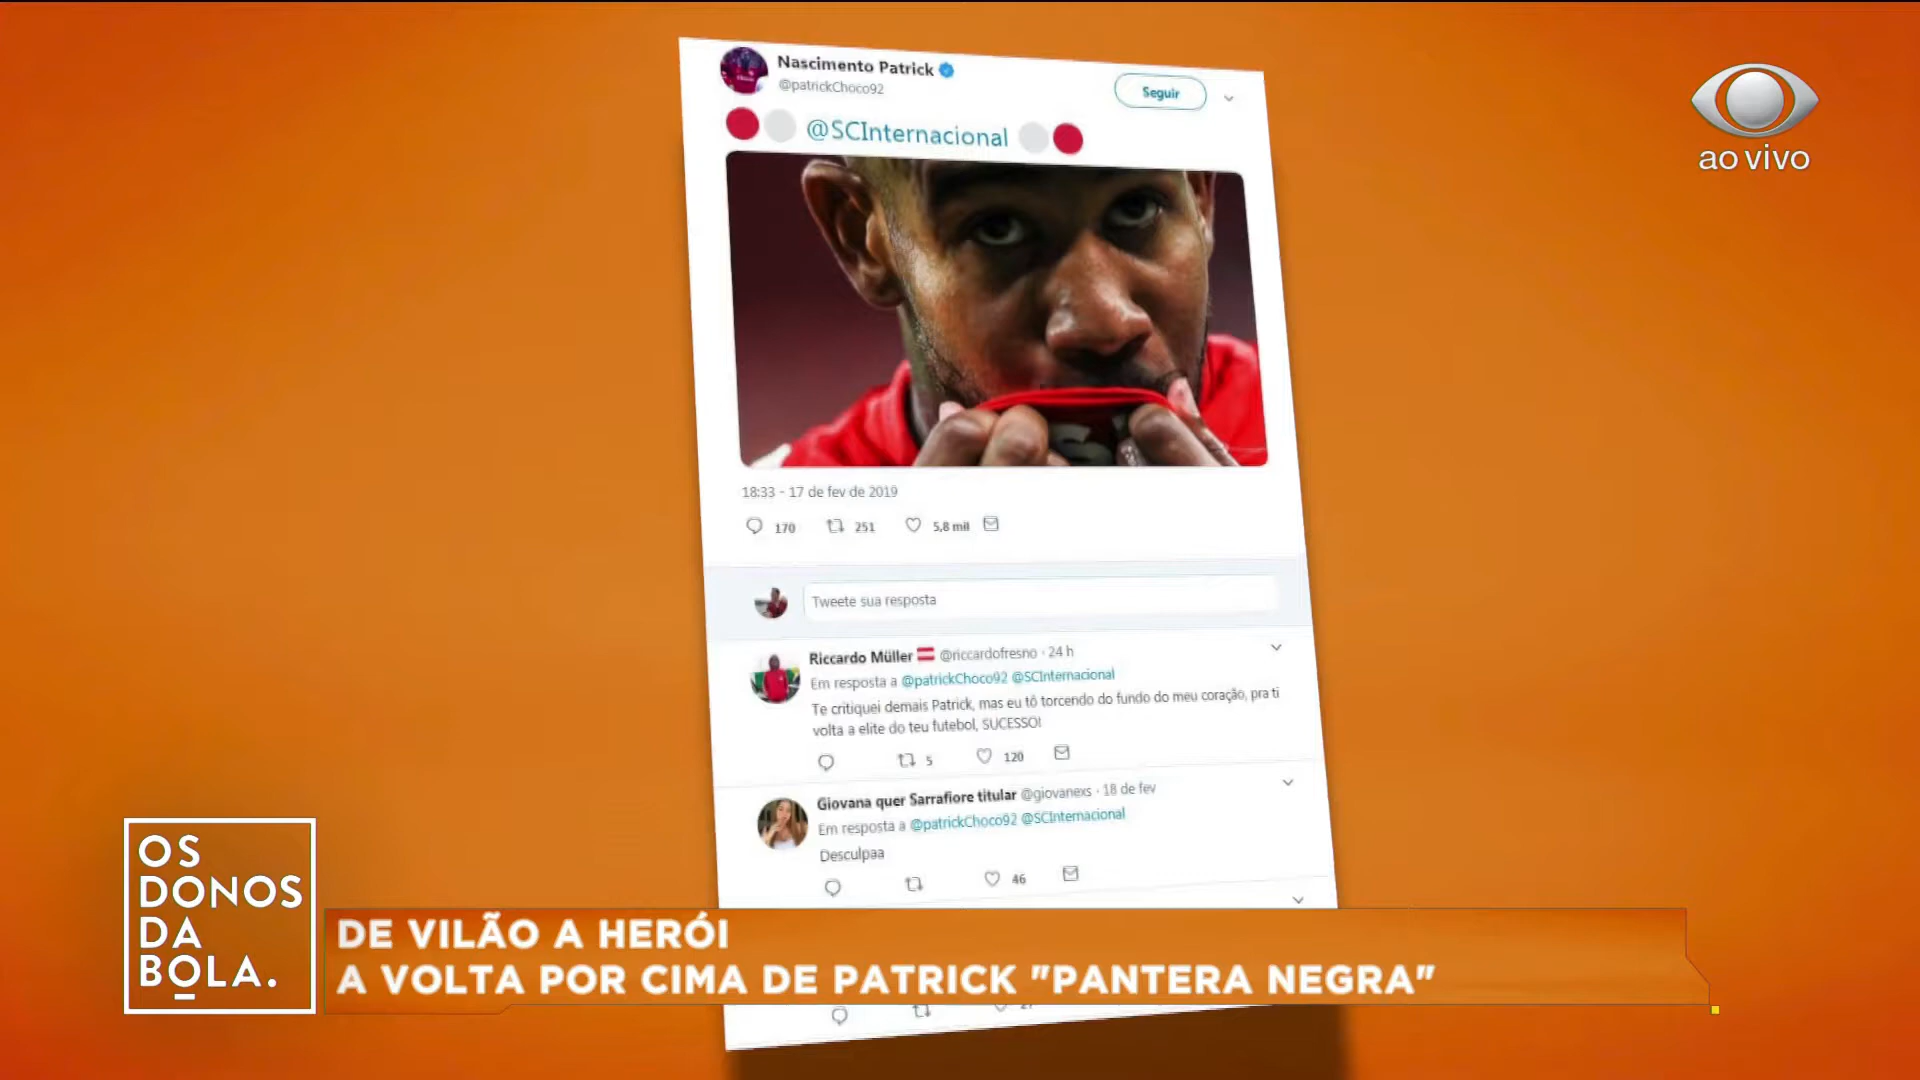 Nascimento Patrick
@patrickChoco92
Seguir
@SCInternacional
ao vivo
18:33 - 17 de fev de 2019
170 251 5,8 mil
Tweete sua resposta
Riccardo Müller @riccardofresno · 24 h
Em resposta a @patrickChoco92 @SCInternacional
Te critiquei demais Patrick, mas eu tô torcendo do fundo do meu coração, pra ti
volta a elite do teu futebol, SUCESSO!
5 120
Giovana quer Sarrafiore titular @giovanexs · 18 de fev
Em resposta a @patrickChoco92 @SCInternacional
Desculpaa
46
OS
DONOS
DA
BOLA.
DE VILÃO A HERÓI
A VOLTA POR CIMA DE PATRICK "PANTERA NEGRA"